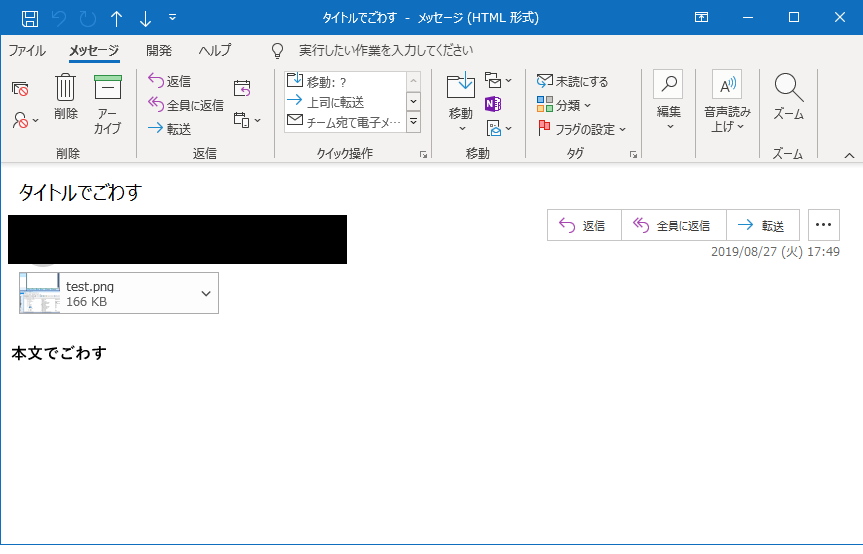 タイトルでごわす - メッセージ (HTML 形式)
ファイル メッセージ 開発 ヘルプ 実行したい作業を入力してください
削除
アー
カイブ
返信
全員に返信
転送
移動: ?
上司に転送
チーム宛て電子メ…
移動
未読にする
分類
フラグの設定
編集
音声読み
上げ
ズーム
削除 返信 クイック操作 移動 タグ ズーム
タイトルでごわす
返信 全員に返信 転送
2019/08/27 (火) 17:49
test.png
166 KB
本文でごわす